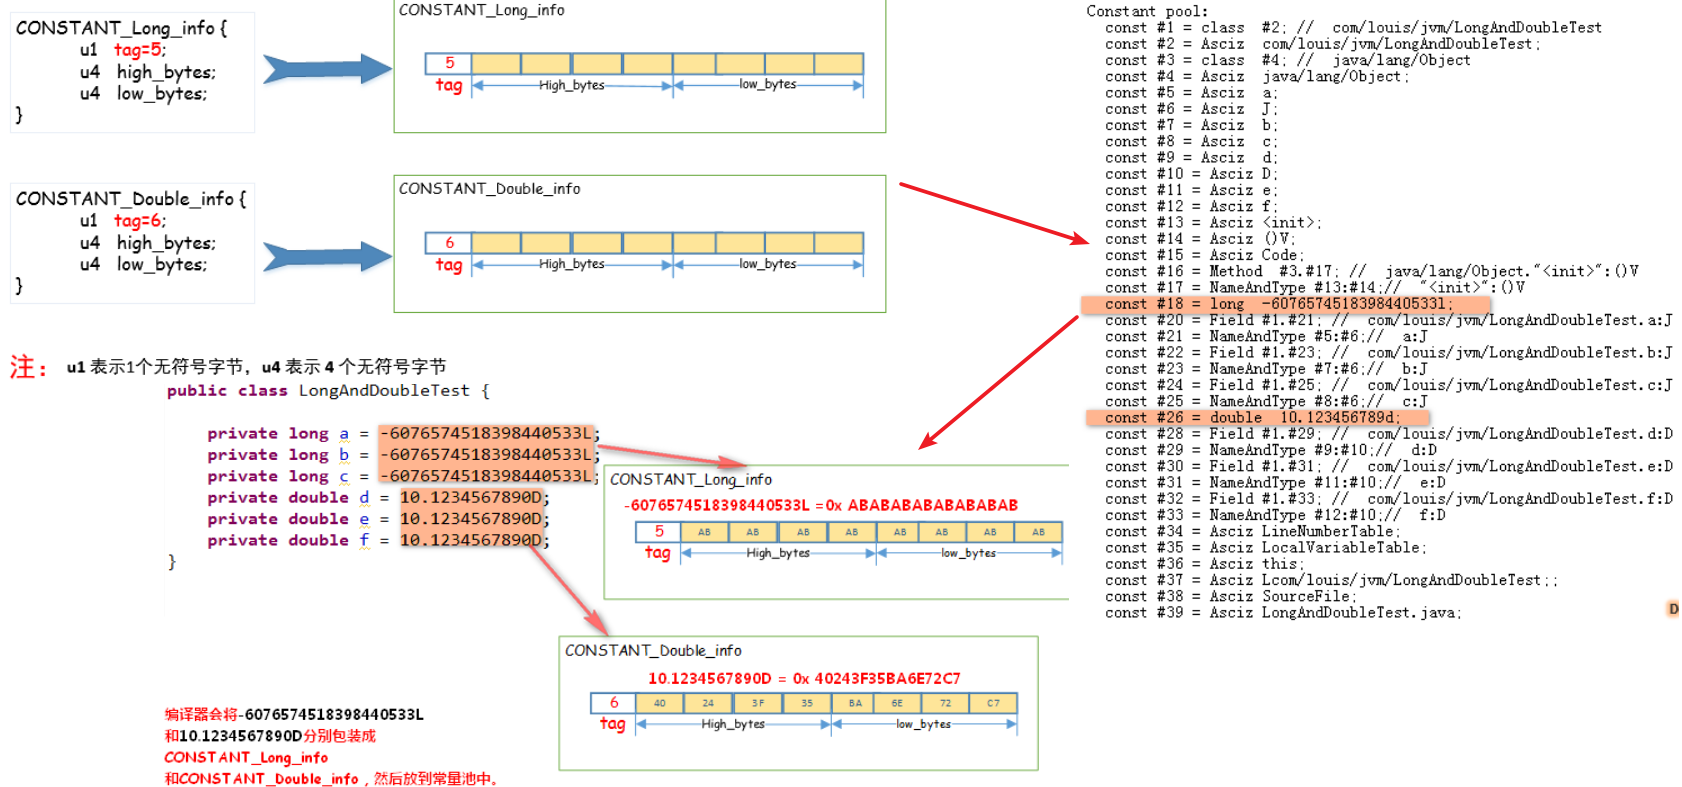 CONSTANT_Long_info {
u1 tag=5;
u4 high_bytes;
u4 low_bytes;
}
CONSTANT_Long_info
5
tag
High_bytes
low_bytes
CONSTANT_Double_info {
u1 tag=6;
u4 high_bytes;
u4 low_bytes;
}
CONSTANT_Double_info
6
tag
High_bytes
low_bytes
注：
u1 表示1个无符号字节，u4 表示 4 个无符号字节
public class LongAndDoubleTest {
private long a = -6076574518398440533L;
private long b = -6076574518398440533L;
private long c = -6076574518398440533L;
private double d = 10.1234567890D;
private double e = 10.1234567890D;
private double f = 10.1234567890D;
}
CONSTANT_Long_info
-6076574518398440533L =0x ABABABABABABABAB
5 AB AB AB AB AB AB AB AB
tag
High_bytes
low_bytes
CONSTANT_Double_info
10.1234567890D = 0x 40243F35BA6E72C7
6 40 24 3F 35 BA 6E 72 C7
tag
High_bytes
low_bytes
编译器会将-6076574518398440533L
和10.1234567890D分别包装成
CONSTANT_Long_info
和CONSTANT_Double_info，然后放到常量池中。
Constant pool:
const #1 = class #2; // com/louis/jvm/LongAndDoubleTest
const #2 = Asciz com/louis/jvm/LongAndDoubleTest;
const #3 = class #4; // java/lang/Object
const #4 = Asciz java/lang/Object;
const #5 = Asciz a;
const #6 = Asciz J;
const #7 = Asciz b;
const #8 = Asciz c;
const #9 = Asciz d;
const #10 = Asciz D;
const #11 = Asciz e;
const #12 = Asciz f;
const #13 = Asciz <init>;
const #14 = Asciz ()V;
const #15 = Asciz Code;
const #16 = Method #3.#17; // java/lang/Object."<init>":()V
const #17 = NameAndType #13:#14;// "<init>":()V
const #18 = long -6076574518398440533l;
const #20 = Field #1.#21; // com/louis/jvm/LongAndDoubleTest.a:J
const #21 = NameAndType #5:#6;// a:J
const #22 = Field #1.#23; // com/louis/jvm/LongAndDoubleTest.b:J
const #23 = NameAndType #7:#6;// b:J
const #24 = Field #1.#25; // com/louis/jvm/LongAndDoubleTest.c:J
const #25 = NameAndType #8:#6;// c:J
const #26 = double 10.123456789d;
const #28 = Field #1.#29; // com/louis/jvm/LongAndDoubleTest.d:D
const #29 = NameAndType #9:#10;// d:D
const #30 = Field #1.#31; // com/louis/jvm/LongAndDoubleTest.e:D
const #31 = NameAndType #11:#10;// e:D
const #32 = Field #1.#33; // com/louis/jvm/LongAndDoubleTest.f:D
const #33 = NameAndType #12:#10;// f:D
const #34 = Asciz LineNumberTable;
const #35 = Asciz LocalVariableTable;
const #36 = Asciz this;
const #37 = Asciz Lcom/louis/jvm/LongAndDoubleTest;;
const #38 = Asciz SourceFile;
const #39 = Asciz LongAndDoubleTest.java;
D